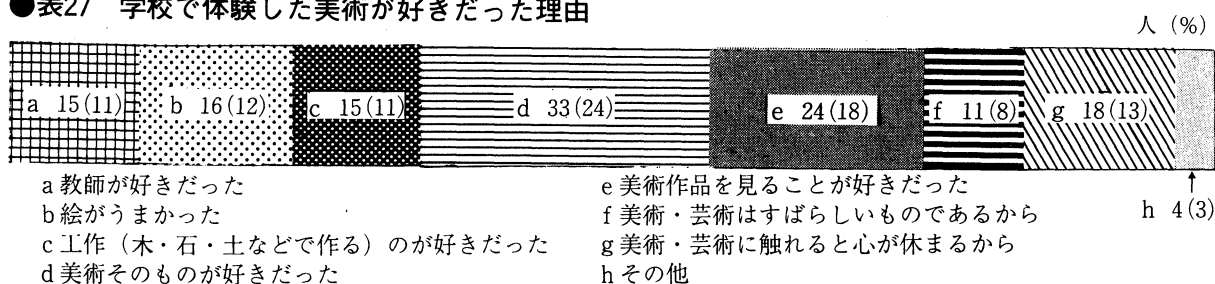 ●表27 学校で体験した美術が好きだった理由
人(%)
a 15(11) b 16(12) c 15(11) d 33(24) e 24(18) f 11(8) g 18(13)
h 4(3)
a 教師が好きだった
b 絵がうまかった
c 工作（木・石・土などで作る）のが好きだった
d 美術そのものが好きだった
e 美術作品を見ることが好きだった
f 美術・芸術はすばらしいものであるから
g 美術・芸術に触れると心が休まるから
h その他